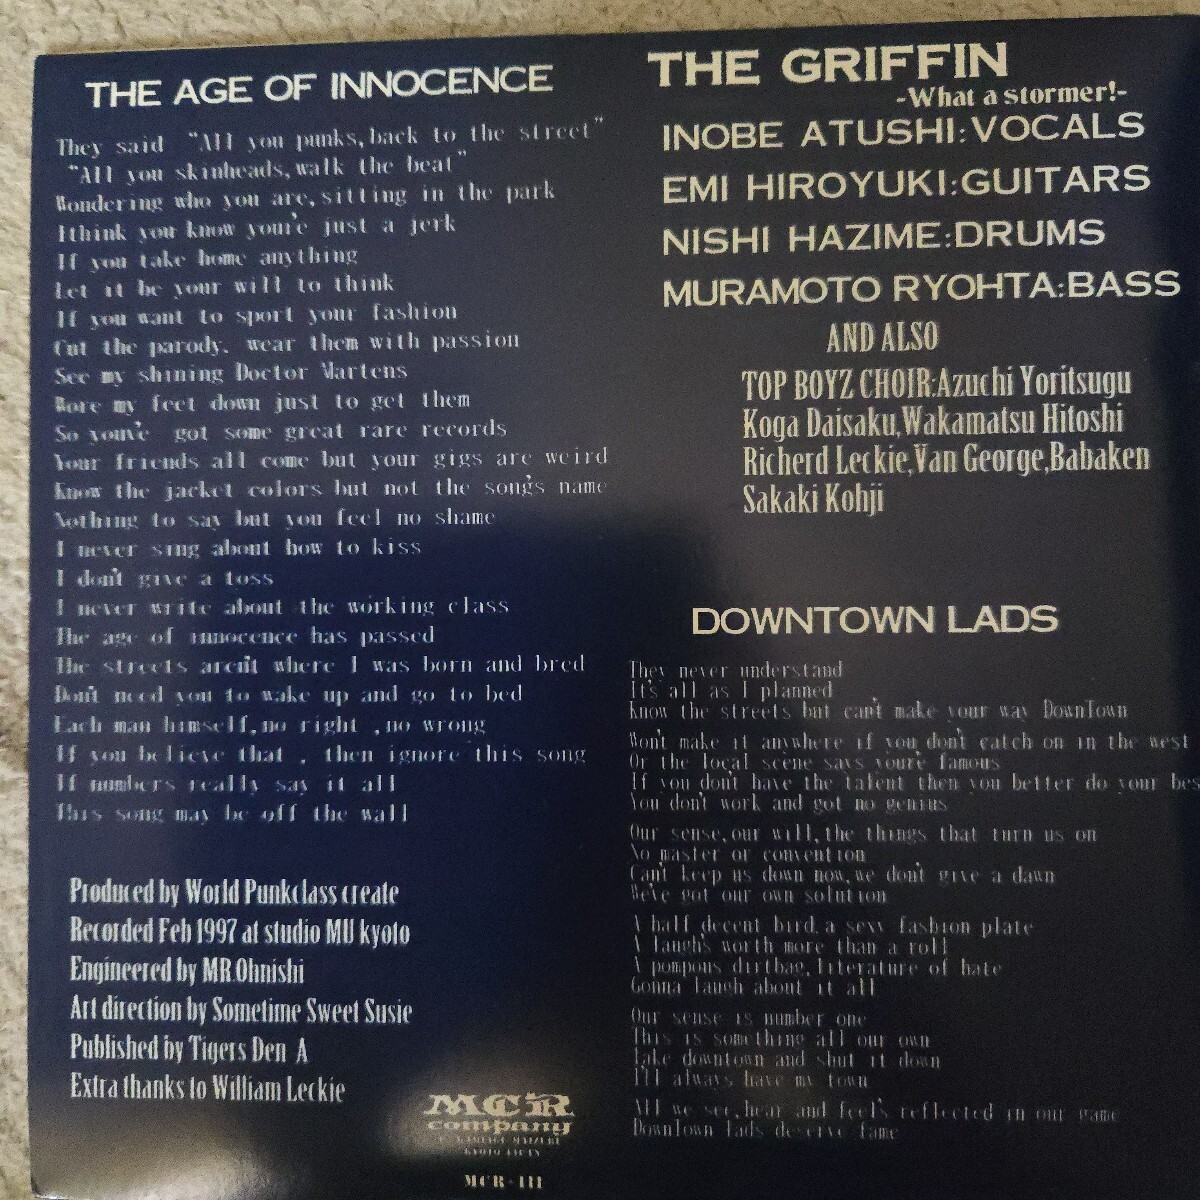 THE AGE OF INNOCENCE
They said "All you punks,back to the street"
"All you skinheads,walk the beat"
Wondering who you are,sitting in the park
Ithink you know you're just a jerk
If you take home anything
Let it be your will to think
If you want to sport your fashion
Cut the parody. wear them with passion
See my shining Doctor Martens
Wore my feet down just to get them
So you've got some great rare records
Your friends all come but your gigs are weird
Know the jacket colors but not the song's name
Nothing to say but you feel no shame
I never sing about how to kiss
I don't give a toss
I never write about the working class
The age of innocence has passed
The streets aren't where I was born and bred
Don't need you to wake up and go to bed
Each man himself,no right ,no wrong
If you believe that , then ignore this song
If numbers really say it all
This song may be off the wall
Produced by World Punkclass create
Recorded Feb 1997 at studio MU kyoto
Engineered by MR.Ohnishi
Art direction by Sometime Sweet Susie
Published by Tigers Den A
Extra thanks to William Leckie
MCR
company
MCR-111
THE GRIFFIN
-What a stormer!-
INOBE ATUSHI:VOCALS
EMI HIROYUKI:GUITARS
NISHI HAZIME:DRUMS
MURAMOTO RYOHTA:BASS
AND ALSO
TOP BOYZ CHOIR:Azuchi Yoritsugu
Koga Daisaku,Wakamatsu Hitoshi
Richerd Leckie,Van George,Babaken
Sakaki Kohji
DOWNTOWN LADS
They never understand
It's all as I planned
Know the streets but can't make your way DownTown
Won't make it anywhere if you don't catch on in the west
Or the local scene says you're famous
If you don't have the talent then you better do your bes
You don't work and got no genius
Our sense,our will,the things that turn us on
No master or convention
Can't keep us down now,we don't give a dawn
We've got our own solution
A half decent bird,a sexy fashion plate
A laugh's worth more than a roll
A pompous dirtbag,literature of hate
Gonna laugh about it all
Our sense is number one
This is something all our own
Take downtown and shut it down
I'll always have my town
All we see,hear and feel's reflected in our game
DownTown lads deserve fame